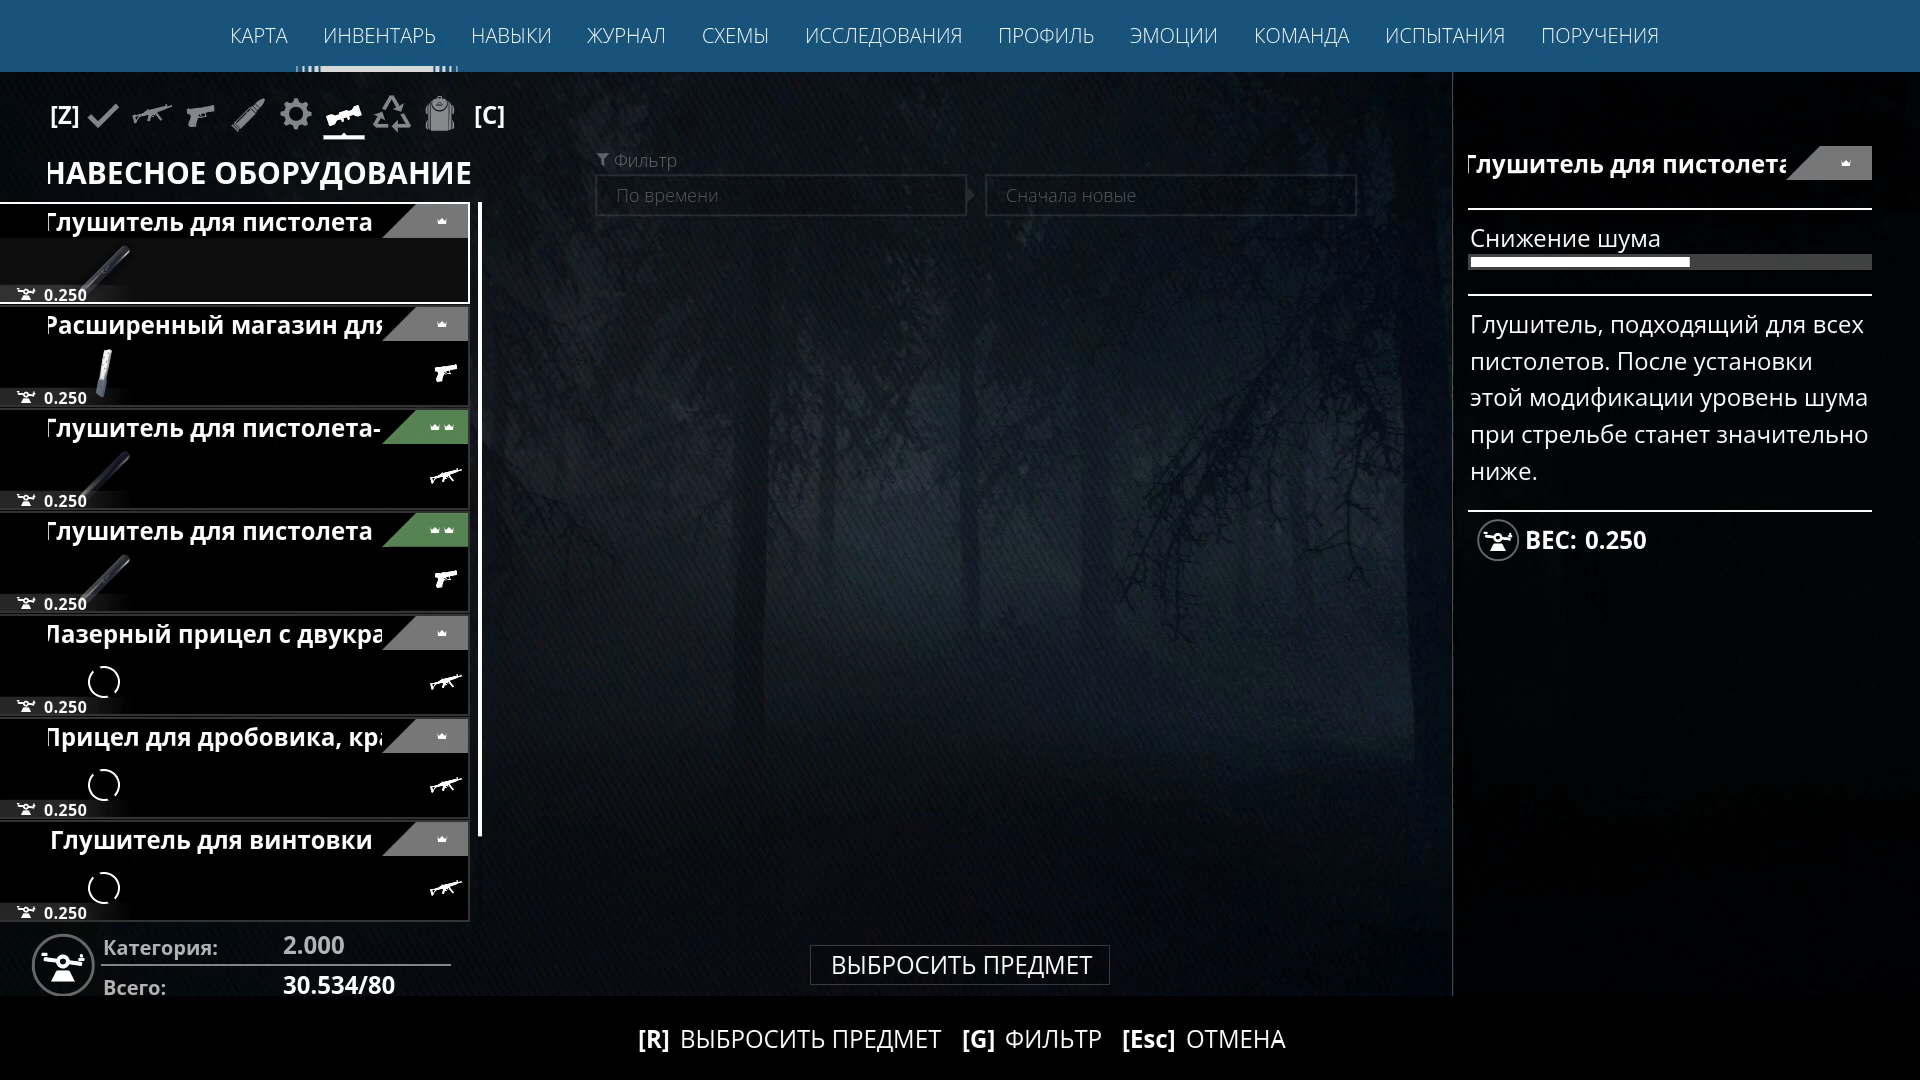 КАРТА ИНВЕНТАРЬ НАВЫКИ ЖУРНАЛ СХЕМЫ ИССЛЕДОВАНИЯ ПРОФИЛЬ ЭМОЦИИ КОМАНДА ИСПЫТАНИЯ ПОРУЧЕНИЯ
[Z] [C]
НАВЕСНОЕ ОБОРУДОВАНИЕ
Глушитель для пистолета
0.250
Расширенный магазин для
0.250
Глушитель для пистолета-
0.250
Глушитель для пистолета
0.250
Лазерный прицел с двукра
0.250
Прицел для дробовика, кра
0.250
Глушитель для винтовки
0.250
Категория: 2.000
Всего: 30.534/80
Фильтр
По времени Сначала новые
ВЫБРОСИТЬ ПРЕДМЕТ
Глушитель для пистолета
Снижение шума
Глушитель, подходящий для всех
пистолетов. После установки
этой модификации уровень шума
при стрельбе станет значительно
ниже.
ВЕС: 0.250
[R] ВЫБРОСИТЬ ПРЕДМЕТ [G] ФИЛЬТР [Esc] ОТМЕНА